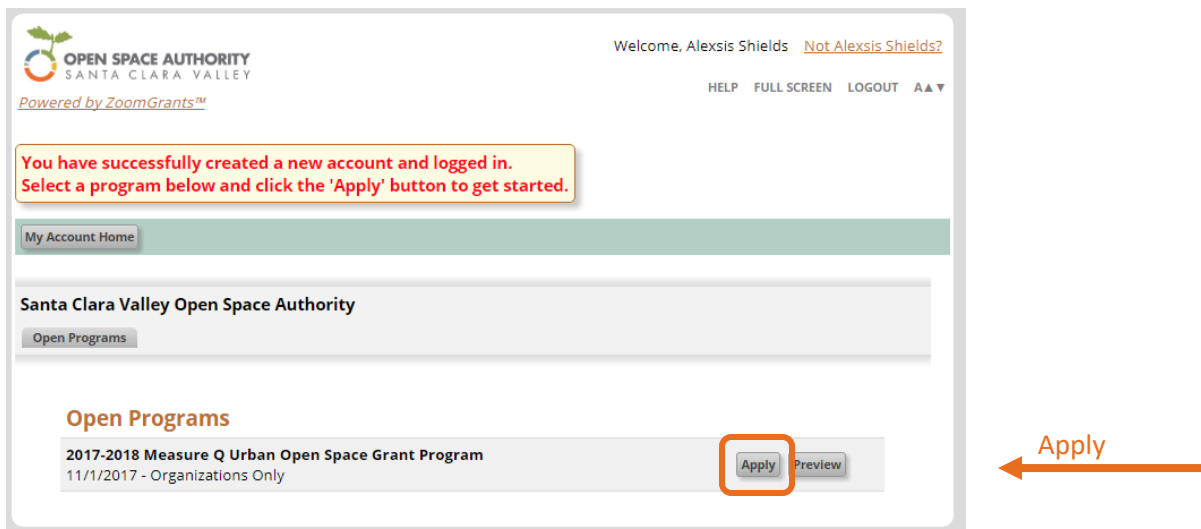 OPEN SPACE AUTHORITY
SANTA CLARA VALLEY
Powered by ZoomGrants™
Welcome, Alexsis Shields Not Alexsis Shields?
HELP FULL SCREEN LOGOUT A▲▼
You have successfully created a new account and logged in.
Select a program below and click the 'Apply' button to get started.
My Account Home
Santa Clara Valley Open Space Authority
Open Programs
Open Programs
2017-2018 Measure Q Urban Open Space Grant Program
11/1/2017 - Organizations Only
Apply Preview
Apply